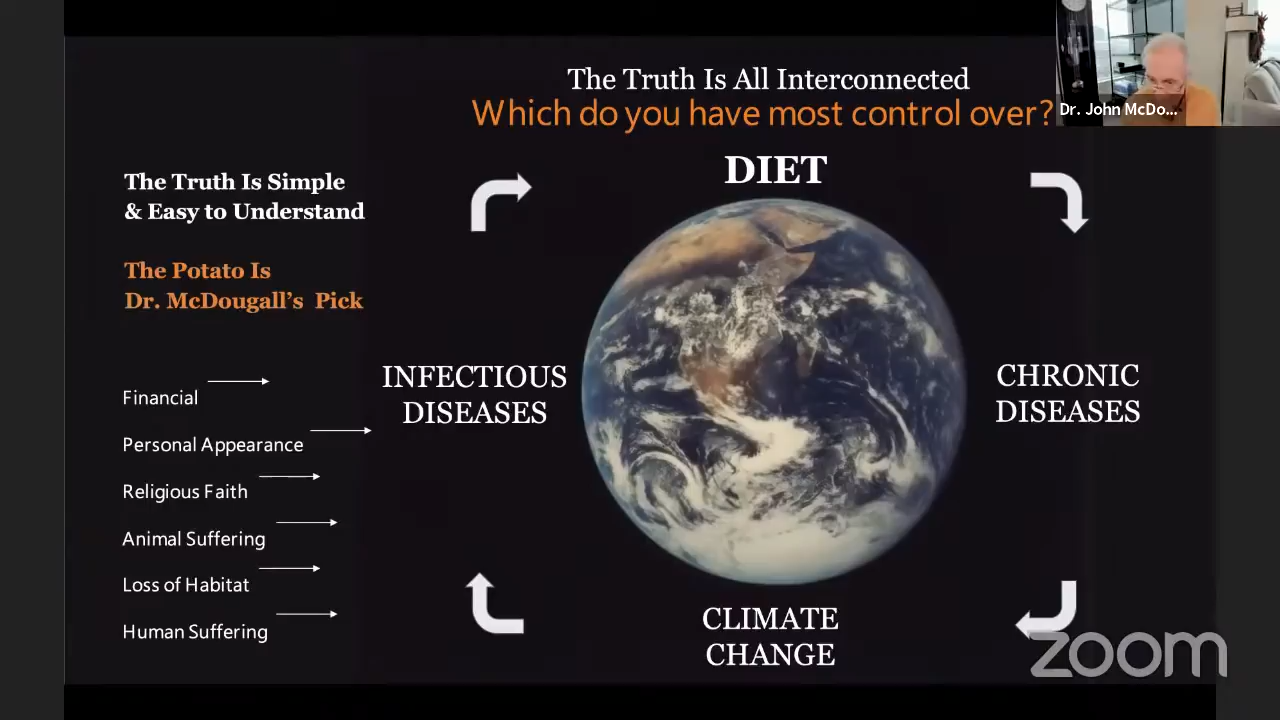 The Truth Is All Interconnected
Which do you have most control over?
Dr. John McDo...
DIET
The Truth Is Simple
& Easy to Understand
The Potato Is
Dr. McDougall’s Pick
INFECTIOUS
DISEASES
CHRONIC
DISEASES
Financial
Personal Appearance
Religious Faith
Animal Suffering
Loss of Habitat
Human Suffering
CLIMATE
CHANGE
zoom